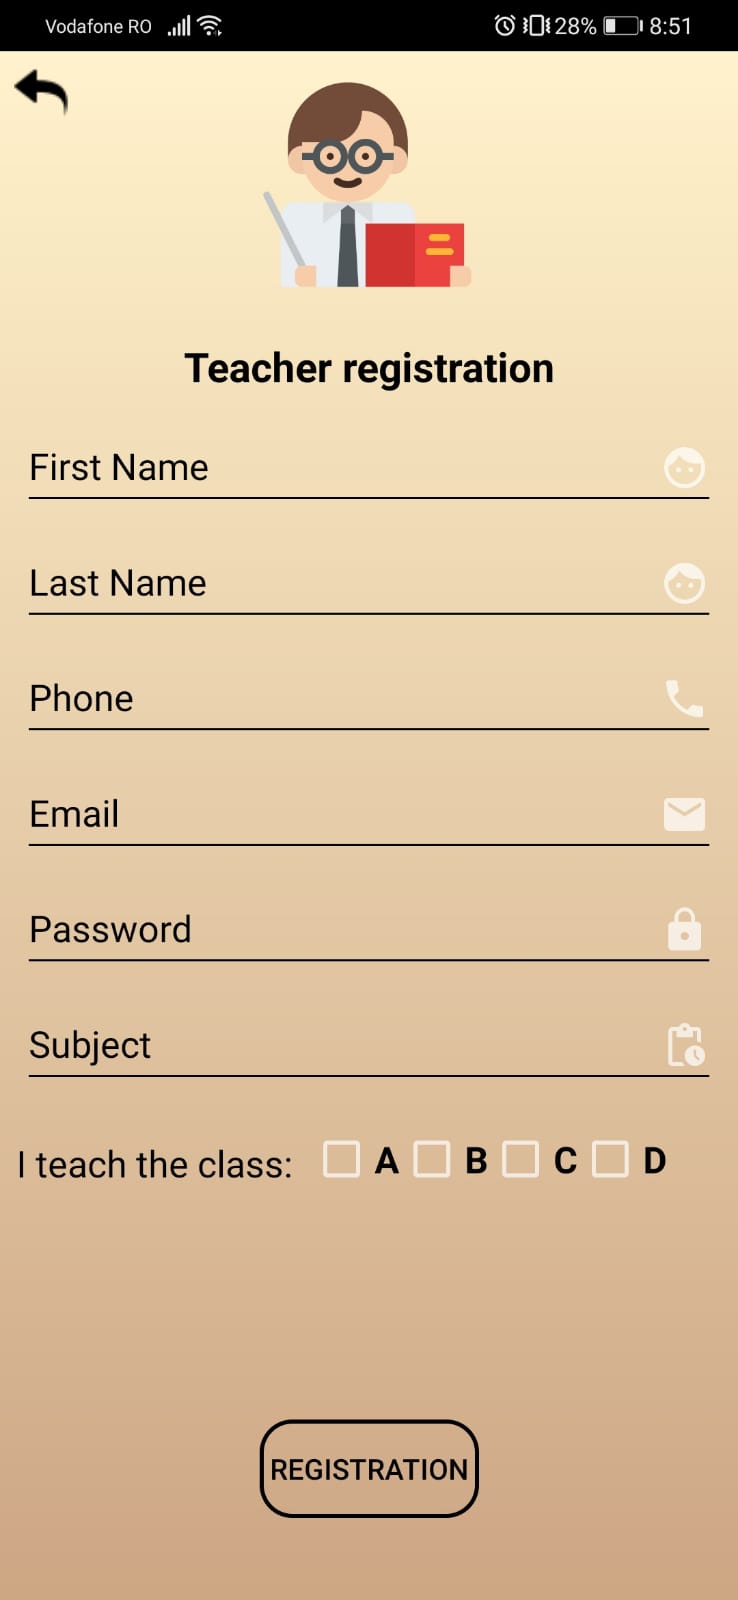 Vodafone RO 28% 8:51
Teacher registration
First Name
Last Name
Phone
Email
Password
Subject
I teach the class: A B C D
REGISTRATION